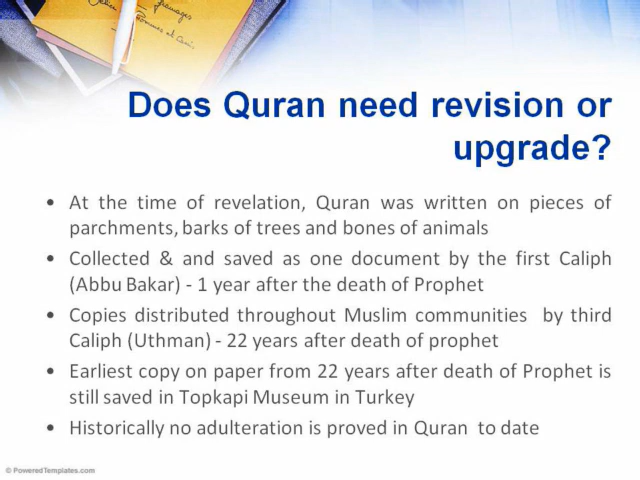 Does Quran need revision or
upgrade?
• At the time of revelation, Quran was written on pieces of
parchments, barks of trees and bones of animals
• Collected & and saved as one document by the first Caliph
(Abbu Bakar) - 1 year after the death of Prophet
• Copies distributed throughout Muslim communities  by third
Caliph (Uthman) - 22 years after death of prophet
• Earliest copy on paper from 22 years after death of Prophet is
still saved in Topkapi Museum in Turkey
• Historically no adulteration is proved in Quran  to date
© PoweredTemplates.com